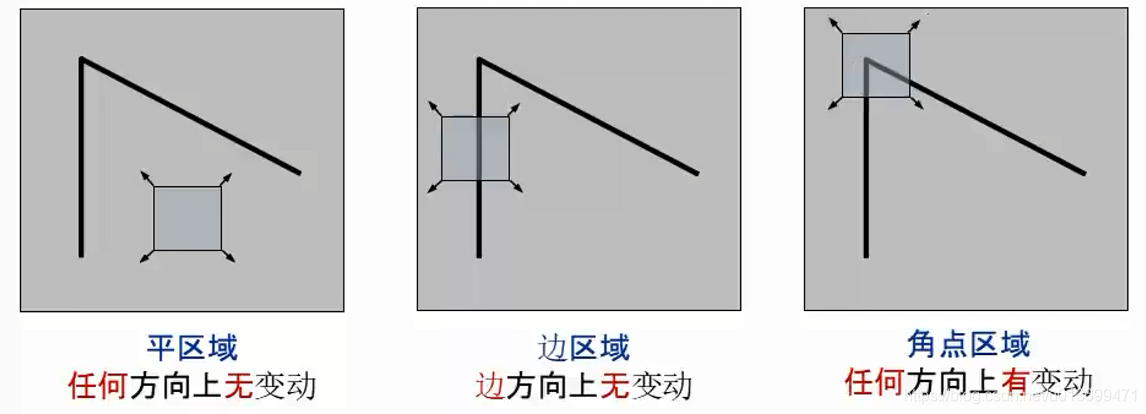 平区域
任何方向上无变动
边区域
边方向上无变动
角点区域
任何方向上有变动